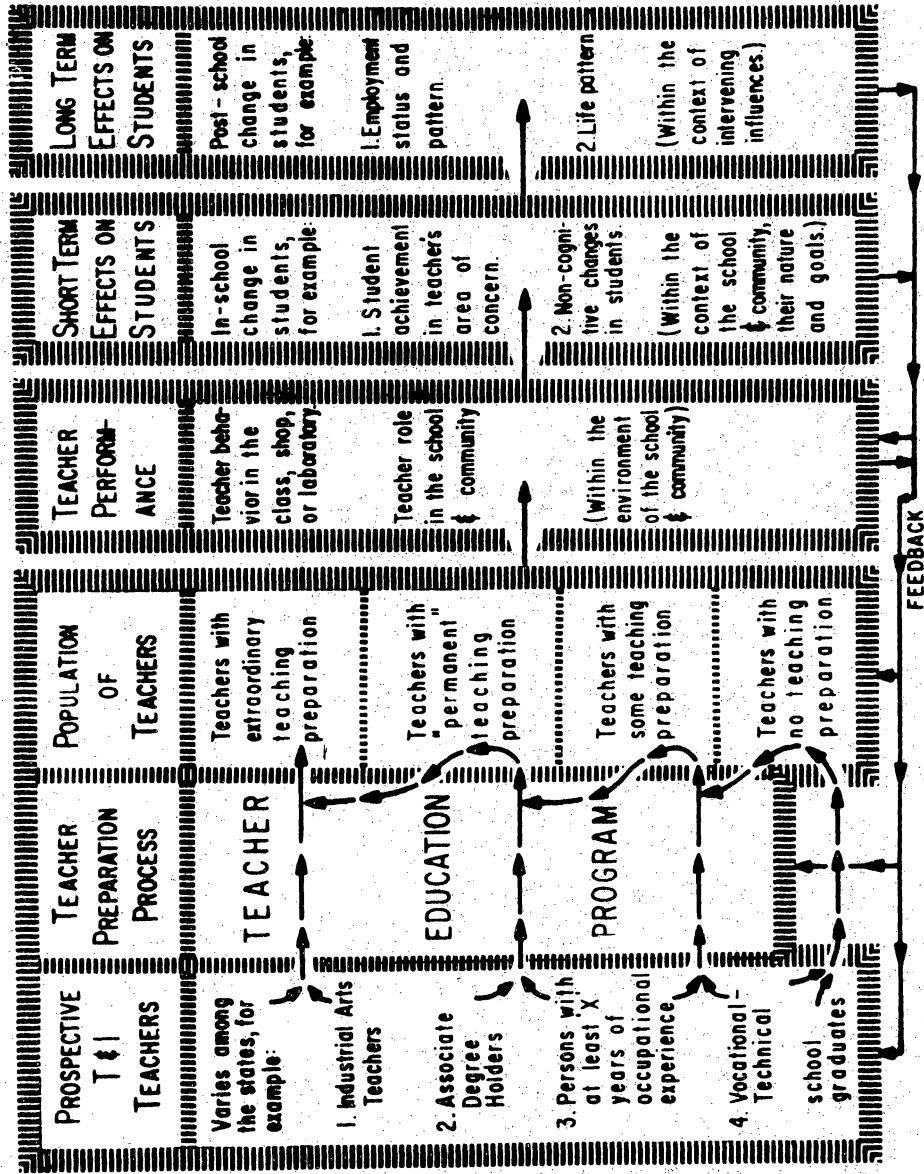 PROSPECTIVE
T & I
TEACHERS
Varies among
the states, for
example:
1. Industrial Arts
Teachers
2. Associate
Degree
Holders
3. Persons with
at least X
years of
occupational
experience
4. Vocational-
Technical
school
graduates
TEACHER
PREPARATION
PROCESS
TEACHER
EDUCATION
PROGRAM
POPULATION
OF
TEACHERS
Teachers with
extraordinary
teaching
preparation
Teachers with
"permanent"
teaching
preparation
Teachers with
some teaching
preparation
Teachers with
no teaching
preparation
TEACHER
PERFORM-
ANCE
Teacher beha-
vior in the
class, shop,
or laboratory
Teacher role
in the school
& community
(Within the
environment
of the school
& community)
SHORT TERM
EFFECTS ON
STUDENTS
In-school
change in
students,
for example:
1. Student
achievement
in teachers
area of
concern.
2. Non-cogni-
tive changes
in students.
(Within the
context of
the school
& community,
their nature
and goals.)
LONG TERM
EFFECTS ON
STUDENTS
Post-school
change in
students,
for example:
1. Employment
status and
pattern.
2. Life pattern
(Within the
context of
intervening
influences.)
FEEDBACK